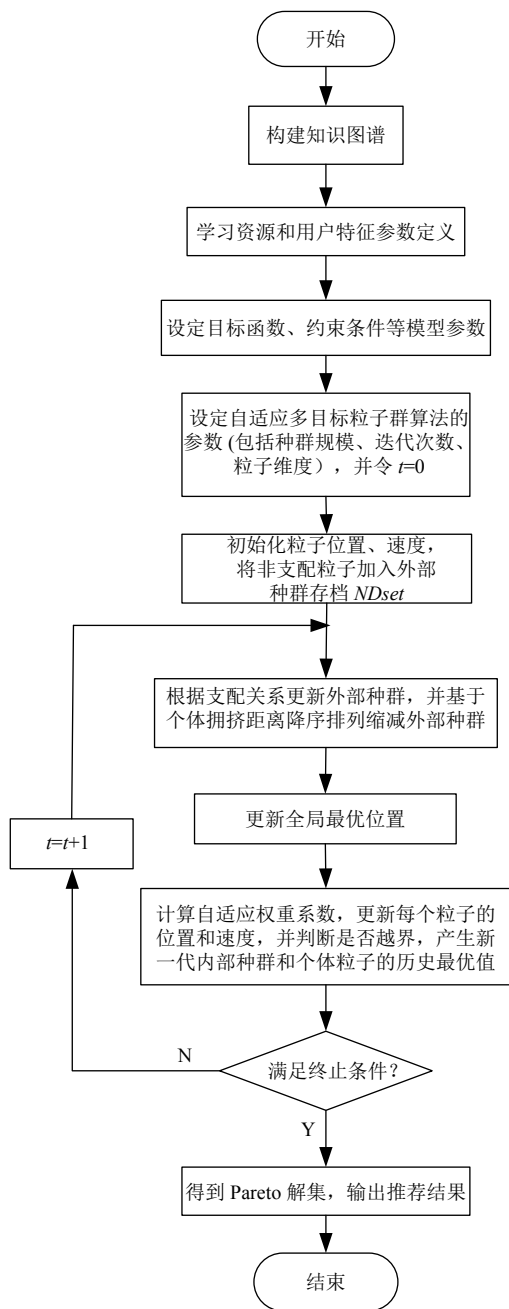 开始
构建知识图谱
学习资源和用户特征参数定义
设定目标函数、约束条件等模型参数
设定自适应多目标粒子群算法的
参数 (包括种群规模、迭代次数、
粒子维度），并令 t=0
初始化粒子位置、速度，
将非支配粒子加入外部
种群存档 NDset
根据支配关系更新外部种群，并基于
个体拥挤距离降序排列缩减外部种群
更新全局最优位置
t=t+1
计算自适应权重系数，更新每个粒子的
位置和速度，并判断是否越界，产生新
一代内部种群和个体粒子的历史最优值
N
满足终止条件？
Y
得到 Pareto 解集，输出推荐结果
结束